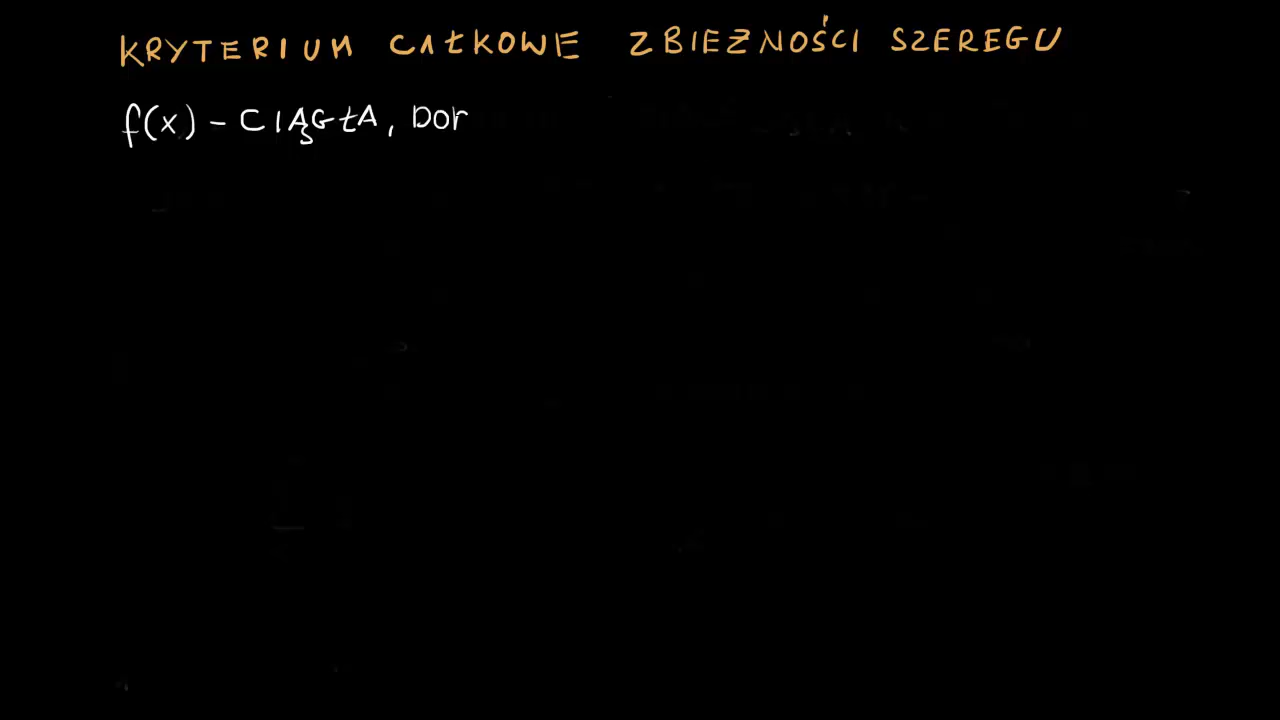 KRYTERIUM CAŁKOWE ZBIEŻNOŚCI SZEREGU
f(x) – CIĄGŁA, DOR